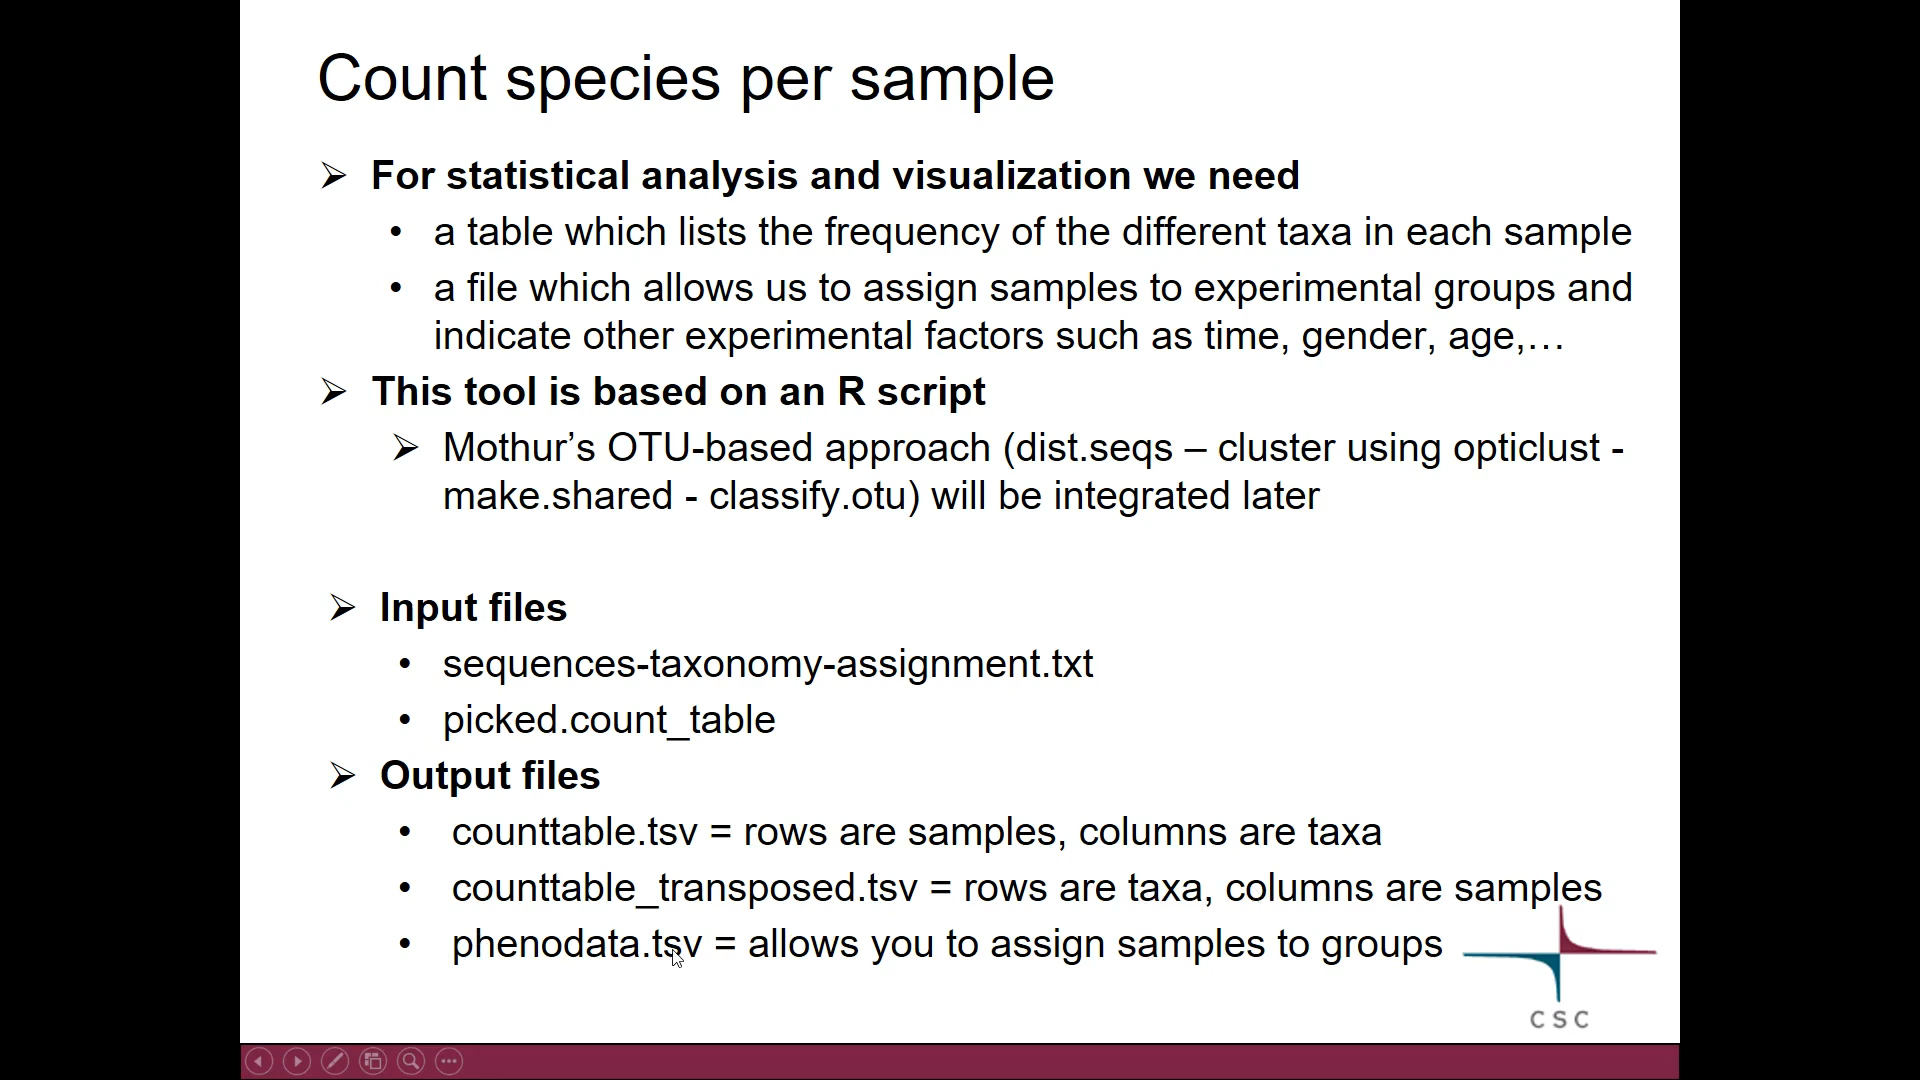 Count species per sample
For statistical analysis and visualization we need
• a table which lists the frequency of the different taxa in each sample
• a file which allows us to assign samples to experimental groups and
indicate other experimental factors such as time, gender, age,…
This tool is based on an R script
Mothur’s OTU-based approach (dist.seqs – cluster using opticlust -
make.shared - classify.otu) will be integrated later
Input files
• sequences-taxonomy-assignment.txt
• picked.count_table
Output files
• counttable.tsv = rows are samples, columns are taxa
• counttable_transposed.tsv = rows are taxa, columns are samples
• phenodata.tsv = allows you to assign samples to groups
CSC